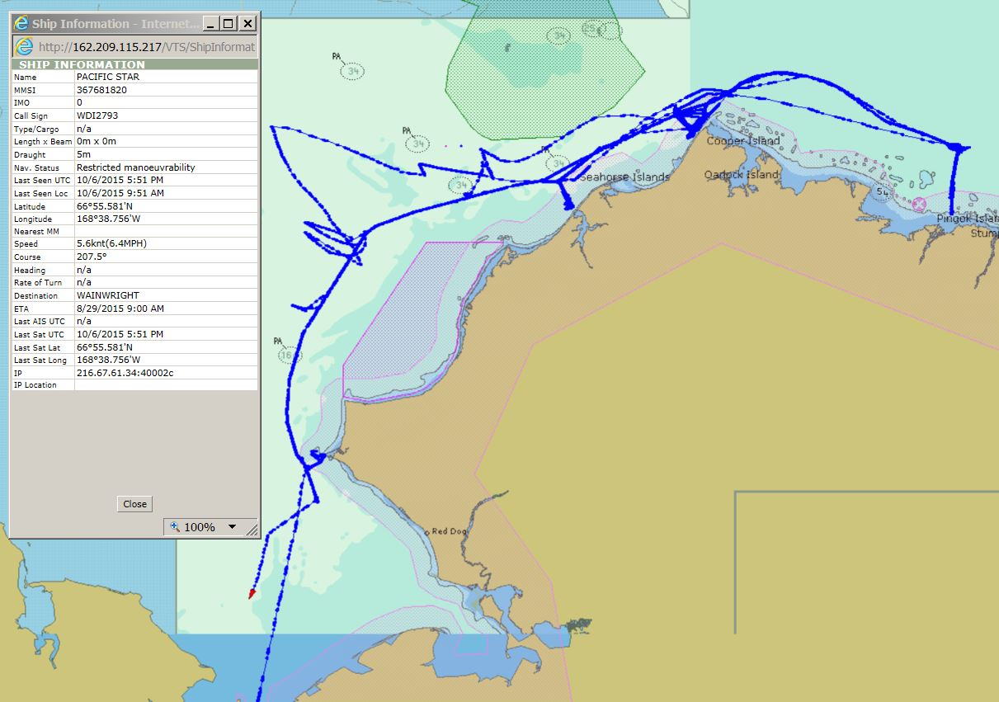 Ship Information - Internet...
http://162.209.115.217/VTS/ShipInformat
SHIP INFORMATION
Name PACIFIC STAR
MMSI 367681820
IMO 0
Call Sign WDI2793
Type/Cargo n/a
Length x Beam 0m x 0m
Draught 5m
Nav. Status Restricted manoeuvrability
Last Seen UTC 10/6/2015 5:51 PM
Last Seen Loc 10/6/2015 9:51 AM
Latitude 66°55.581'N
Longitude 168°38.756'W
Nearest MM
Speed 5.6knt(6.4MPH)
Course 207.5°
Heading n/a
Rate of Turn n/a
Destination WAINWRIGHT
ETA 8/29/2015 9:00 AM
Last AIS UTC n/a
Last Sat UTC 10/6/2015 5:51 PM
Last Sat Lat 66°55.581'N
Last Sat Long 168°38.756'W
IP 216.67.61.34:40002c
IP Location
Close
100%
34
25
PA
34
PA
34
PA
34
34
Cooper Island
Seahorse Islands
Oadock Island
54
Pingok Islan
Stump
PA
16
Red Dog